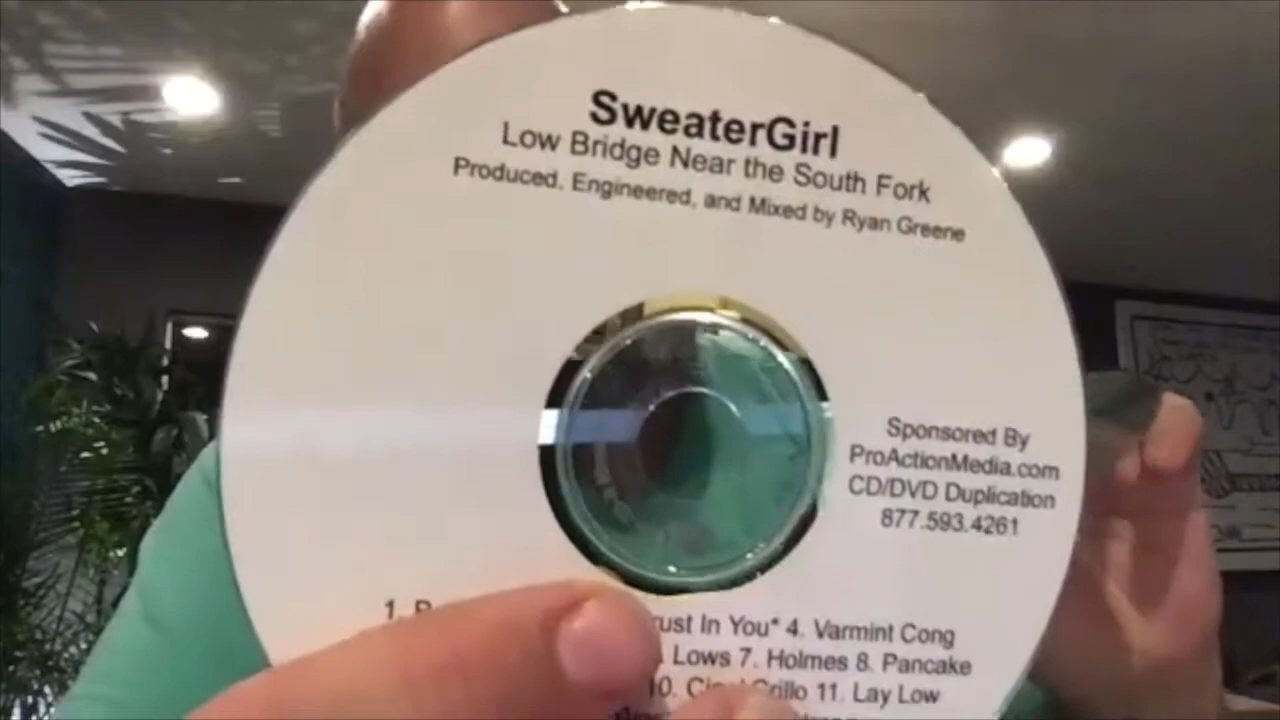 SweaterGirl
Low Bridge Near the South Fork
Produced, Engineered, and Mixed by Ryan Greene
Sponsored By
ProActionMedia.com
CD/DVD Duplication
877.593.4261
1. In You* 4. Varmint Cong
Lows 7. Holmes 8. Pancake
10. 11. Lay Low